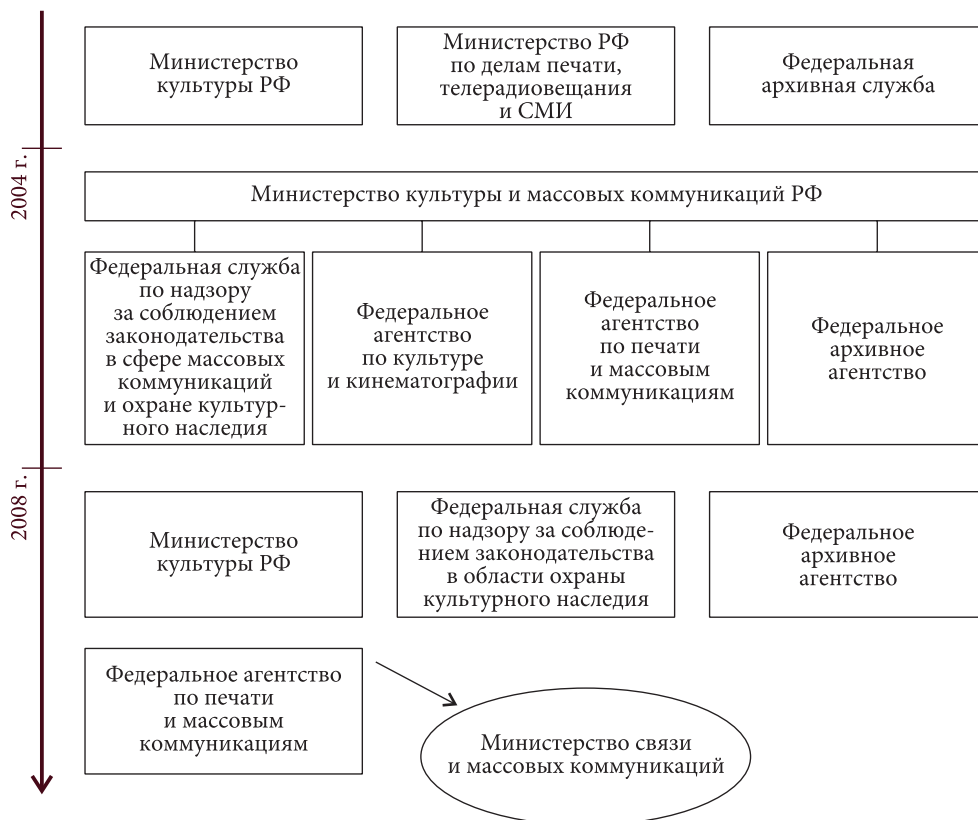 Министерство
культуры РФ
Министерство РФ
по делам печати,
телерадиовещания
и СМИ
Федеральная
архивная служба
2004 г.
Министерство культуры и массовых коммуникаций РФ
Федеральная служба
по надзору
за соблюдением
законодательства
в сфере массовых
коммуникаций
и охране культур-
ного наследия
Федеральное
агентство
по культуре
и кинематографии
Федеральное
агентство
по печати
и массовым
коммуникациям
Федеральное
архивное
агентство
2008 г.
Министерство
культуры РФ
Федеральная служба
по надзору за соблюде-
нием законодательства
в области охраны
культурного наследия
Федеральное
архивное
агентство
Федеральное агентство
по печати
и массовым
коммуникациям
Министерство связи
и массовых коммуникаций